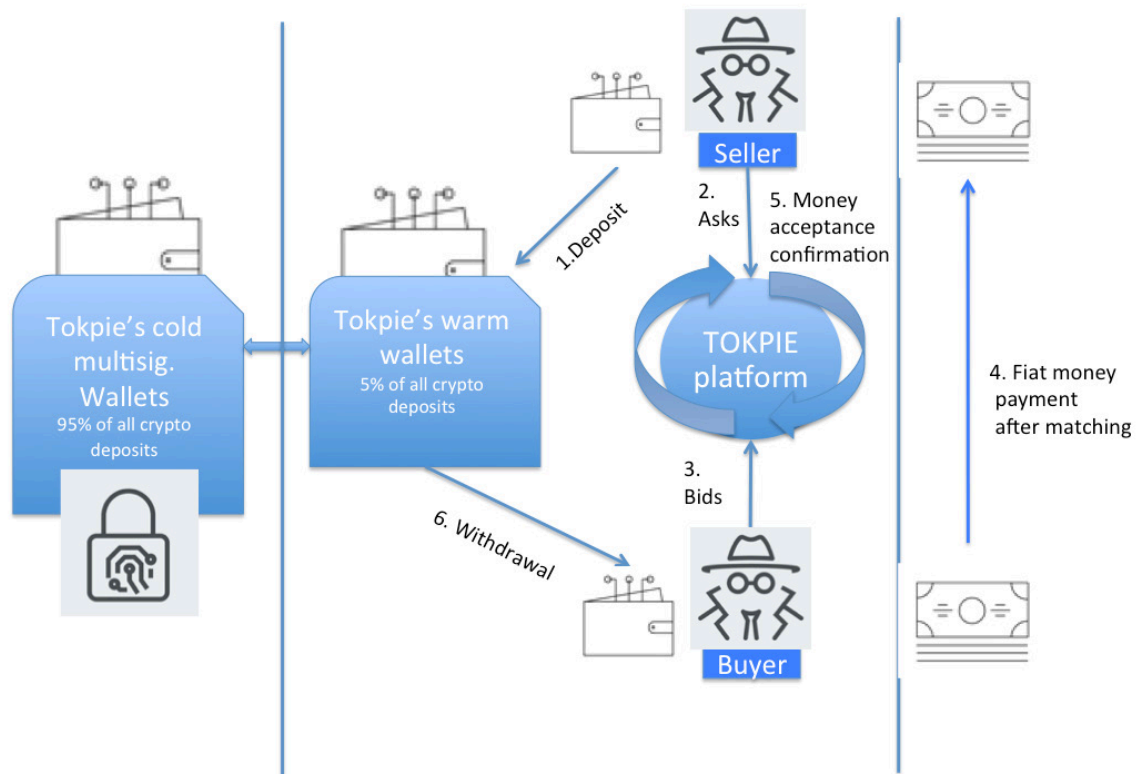 Seller
1.Deposit
2.
Asks
5. Money
acceptance
confirmation
Tokpie's cold
multisig.
Wallets
95% of all crypto
deposits
Tokpie's warm
wallets
5% of all crypto
deposits
TOKPIE
platform
4. Fiat money
payment
after matching
3.
Bids
6. Withdrawal
Buyer